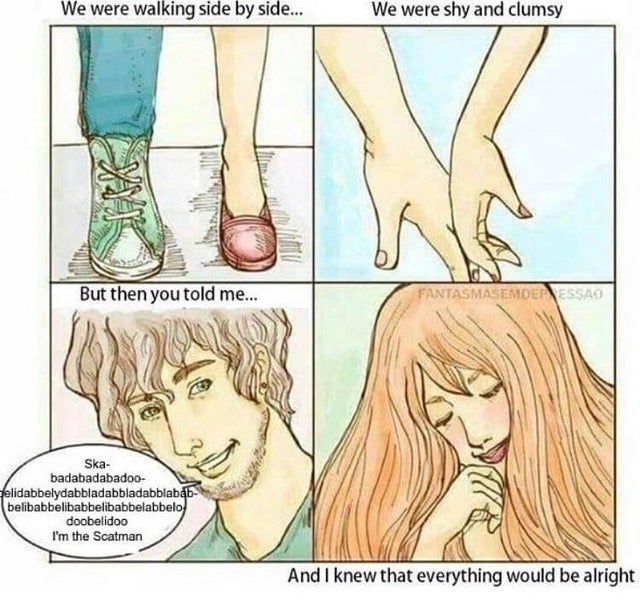 We were walking side by side...
We were shy and clumsy
But then you told me...
FANTASMASEMDEPRESSAO
Ska-
badabadabadoo-
belidabbelydabbladabbladabblabab-
belibabbelibabbelibabbelabbelo-
doobelidoo
I'm the Scatman
And I knew that everything would be alright